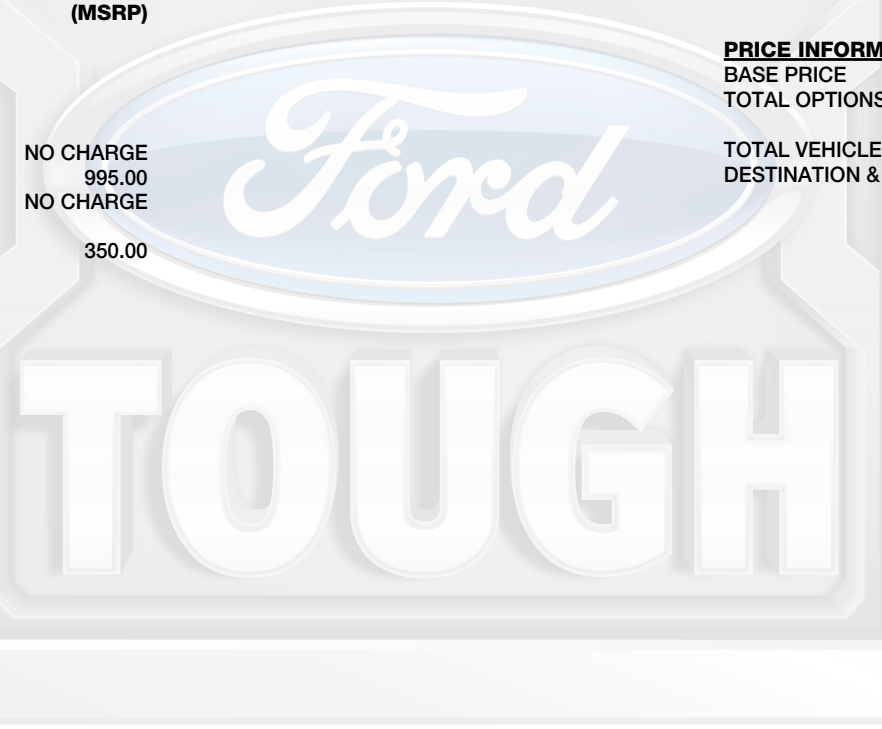 (MSRP)
NO CHARGE
995.00
NO CHARGE
350.00
PRICE INFORM
BASE PRICE
TOTAL OPTIONS
TOTAL VEHICLE
DESTINATION &
Ford
TOUGH